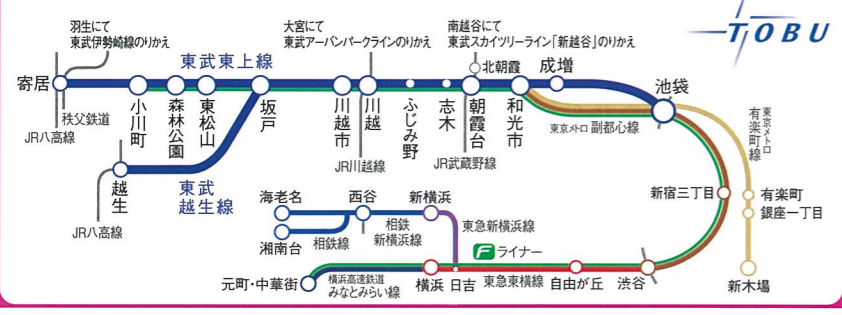 羽生にて
東武伊勢崎線のりかえ
大宮にて
東武アーバンパークラインのりかえ
南越谷にて
東武スカイツリーライン「新越谷」のりかえ
TOBU
東武東上線
寄居
小川町
森林公園
東松山
坂戸
川越市
川越
ふじみ野
志木
朝霞台
北朝霞
和光市
成増
池袋
秩父鉄道
JR八高線
JR川越線
JR武蔵野線
東京メトロ 副都心線
東京メトロ
有楽町線
越生
東武
越生線
JR八高線
新宿三丁目
有楽町
銀座一丁目
新木場
海老名
西谷
新横浜
湘南台
相鉄線
相鉄
新横浜線
東急新横浜線
F ライナー
元町・中華街
横浜高速鉄道
みなとみらい線
横浜
日吉
東急東横線
自由が丘
渋谷